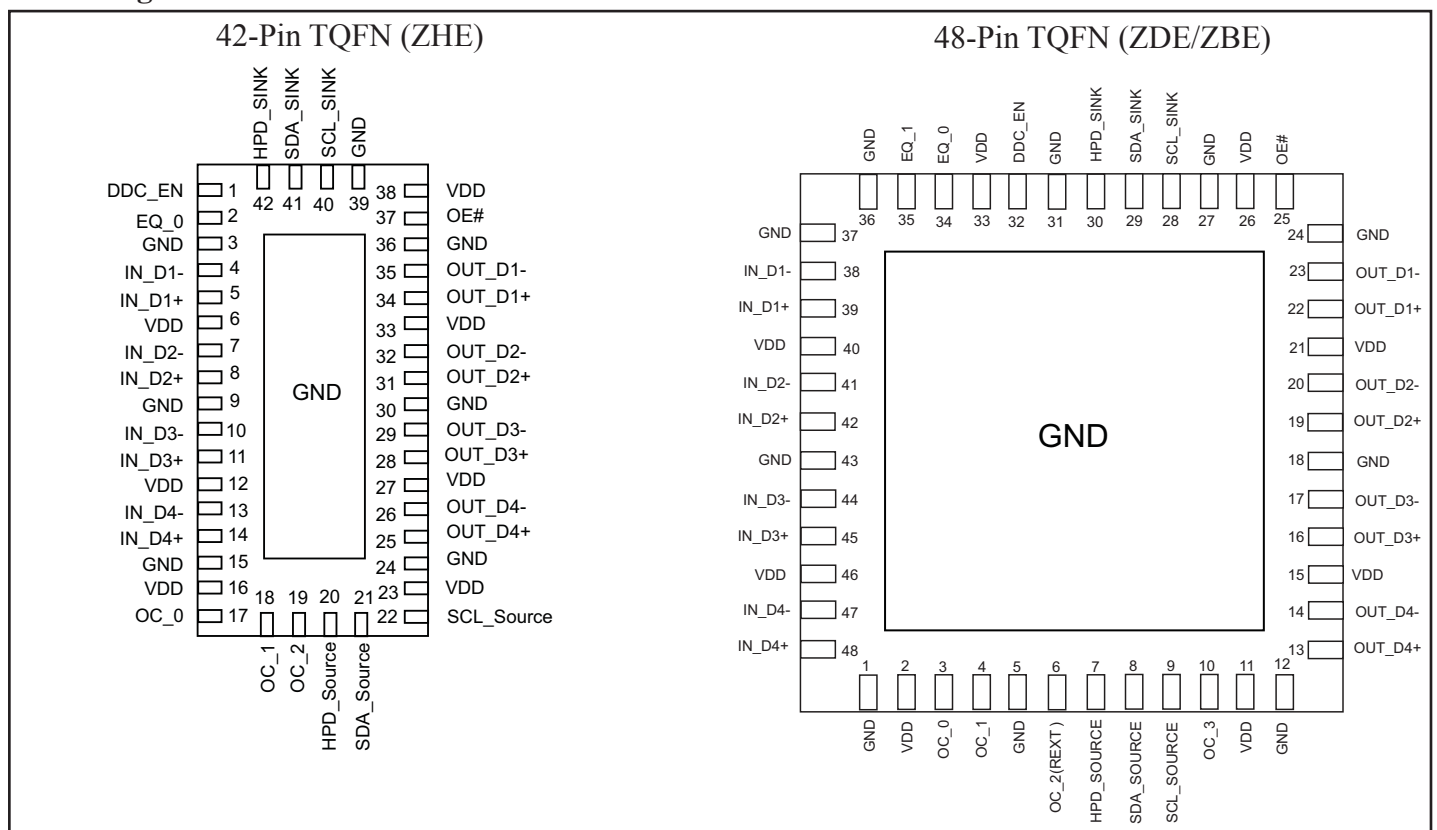 42-Pin TQFN (ZHE)
HPD_SINK
SDA_SINK
SCL_SINK
GND
42
41
40
39
DDC_EN 1
EQ_0 2
GND 3
IN_D1- 4
IN_D1+ 5
VDD 6
IN_D2- 7
IN_D2+ 8
GND 9
IN_D3- 10
IN_D3+ 11
VDD 12
IN_D4- 13
IN_D4+ 14
GND 15
VDD 16
OC_0 17
GND
38 VDD
37 OE#
36 GND
35 OUT_D1-
34 OUT_D1+
33 VDD
32 OUT_D2-
31 OUT_D2+
30 GND
29 OUT_D3-
28 OUT_D3+
27 VDD
26 OUT_D4-
25 OUT_D4+
24 GND
23 VDD
22 SCL_Source
18
19
20
21
OC_1
OC_2
HPD_Source
SDA_Source
48-Pin TQFN (ZDE/ZBE)
GND
EQ_1
EQ_0
VDD
DDC_EN
GND
HPD_SINK
SDA_SINK
SCL_SINK
GND
VDD
OE#
36
35
34
33
32
31
30
29
28
27
26
25
GND 37
IN_D1- 38
IN_D1+ 39
VDD 40
IN_D2- 41
IN_D2+ 42
GND 43
IN_D3- 44
IN_D3+ 45
VDD 46
IN_D4- 47
IN_D4+ 48
GND
24 GND
23 OUT_D1-
22 OUT_D1+
21 VDD
20 OUT_D2-
19 OUT_D2+
18 GND
17 OUT_D3-
16 OUT_D3+
15 VDD
14 OUT_D4-
13 OUT_D4+
1
2
3
4
5
6
7
8
9
10
11
12
GND
VDD
OC_0
OC_1
GND
OC_2(REXT )
HPD_SOURCE
SDA_SOURCE
SCL_SOURCE
OC_3
VDD
GND